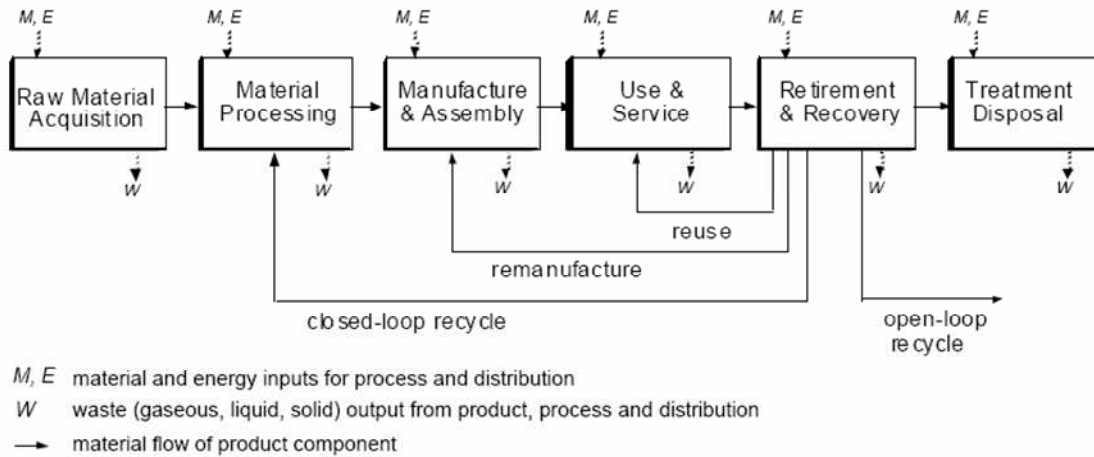 M, E
M, E
M, E
M, E
M, E
M, E
Raw Material
Acquisition
Material
Processing
Manufacture
& Assembly
Use &
Service
Retirement
& Recovery
Treatment
Disposal
W
W
W
W
W
W
reuse
remanufacture
closed-loop recycle
open-loop
recycle
M, E material and energy inputs for process and distribution
W waste (gaseous, liquid, solid) output from product, process and distribution
material flow of product component